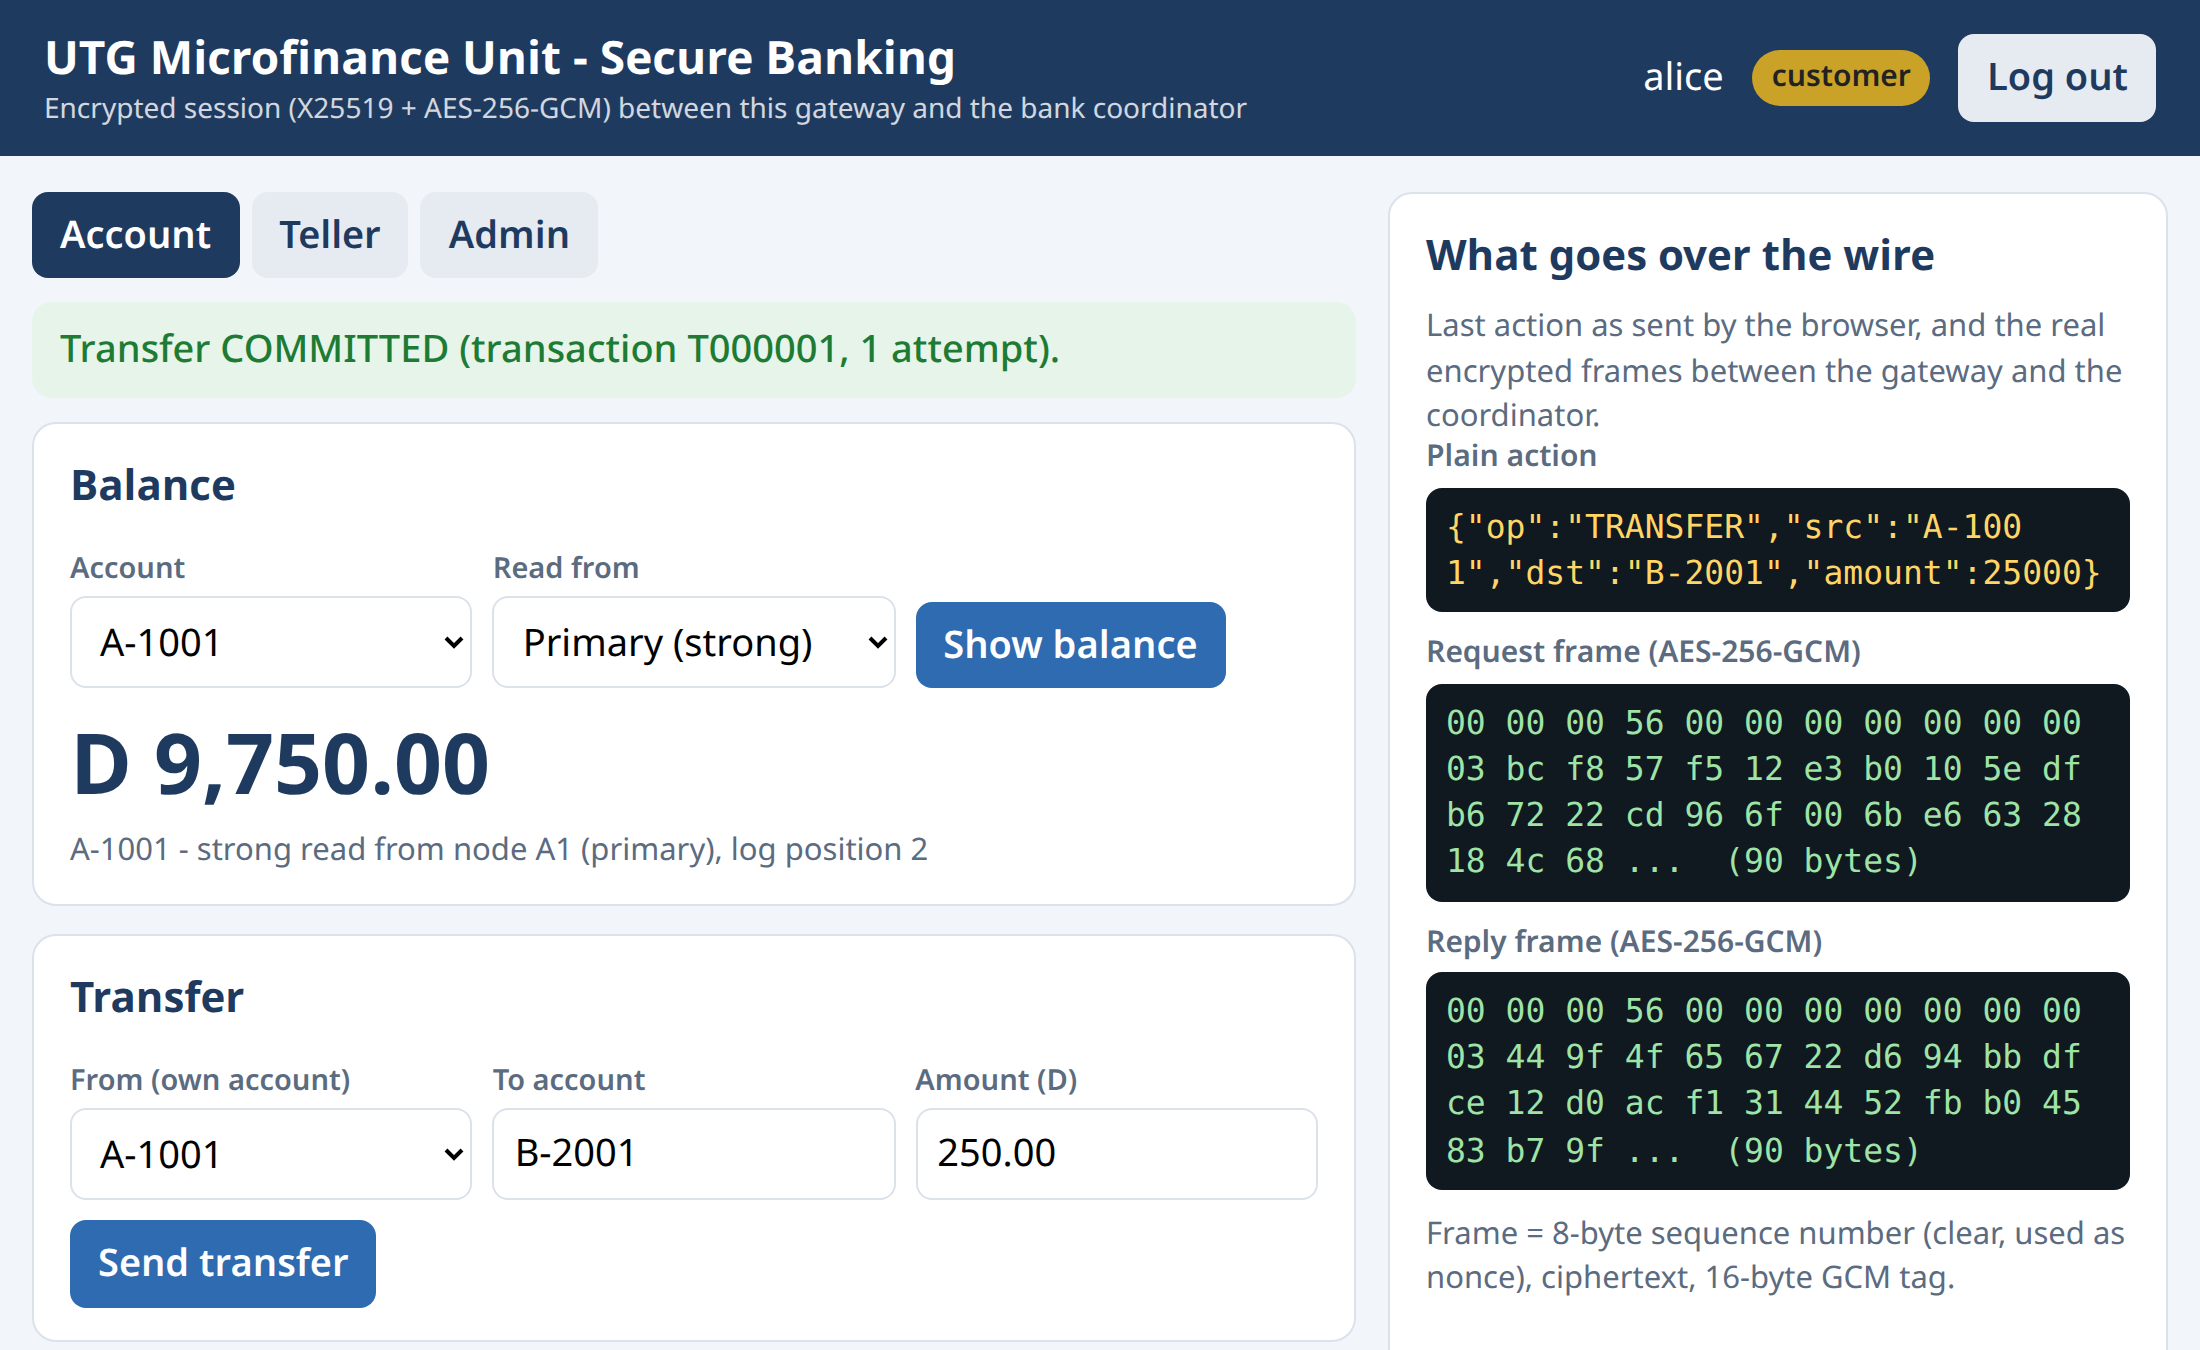 UTG Microfinance Unit - Secure Banking
Encrypted session (X25519 + AES-256-GCM) between this gateway and the bank coordinator
alice
customer
Log out
Account
Teller
Admin
Transfer COMMITTED (transaction T000001, 1 attempt).
Balance
Account
Read from
A-1001
Primary (strong)
Show balance
D 9,750.00
A-1001 - strong read from node A1 (primary), log position 2
Transfer
From (own account)
To account
Amount (D)
A-1001
B-2001
250.00
Send transfer
What goes over the wire
Last action as sent by the browser, and the real
encrypted frames between the gateway and the
coordinator.
Plain action
{"op":"TRANSFER","src":"A-100
1","dst":"B-2001","amount":25000}
Request frame (AES-256-GCM)
00 00 00 56 00 00 00 00 00 00 00
03 bc f8 57 f5 12 e3 b0 10 5e df
b6 72 22 cd 96 6f 00 6b e6 63 28
18 4c 68 ...  (90 bytes)
Reply frame (AES-256-GCM)
00 00 00 56 00 00 00 00 00 00 00
03 44 9f 4f 65 67 22 d6 94 bb df
ce 12 d0 ac f1 31 44 52 fb b0 45
83 b7 9f ...  (90 bytes)
Frame = 8-byte sequence number (clear, used as
nonce), ciphertext, 16-byte GCM tag.